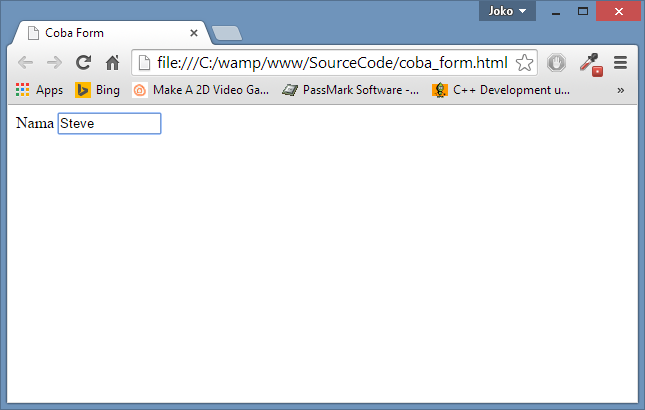 Joko
Coba Form
file:///C:/wamp/www/SourceCode/coba_form.html
Apps Bing Make A 2D Video Ga... PassMark Software -... C++ Development u... »
Nama Steve